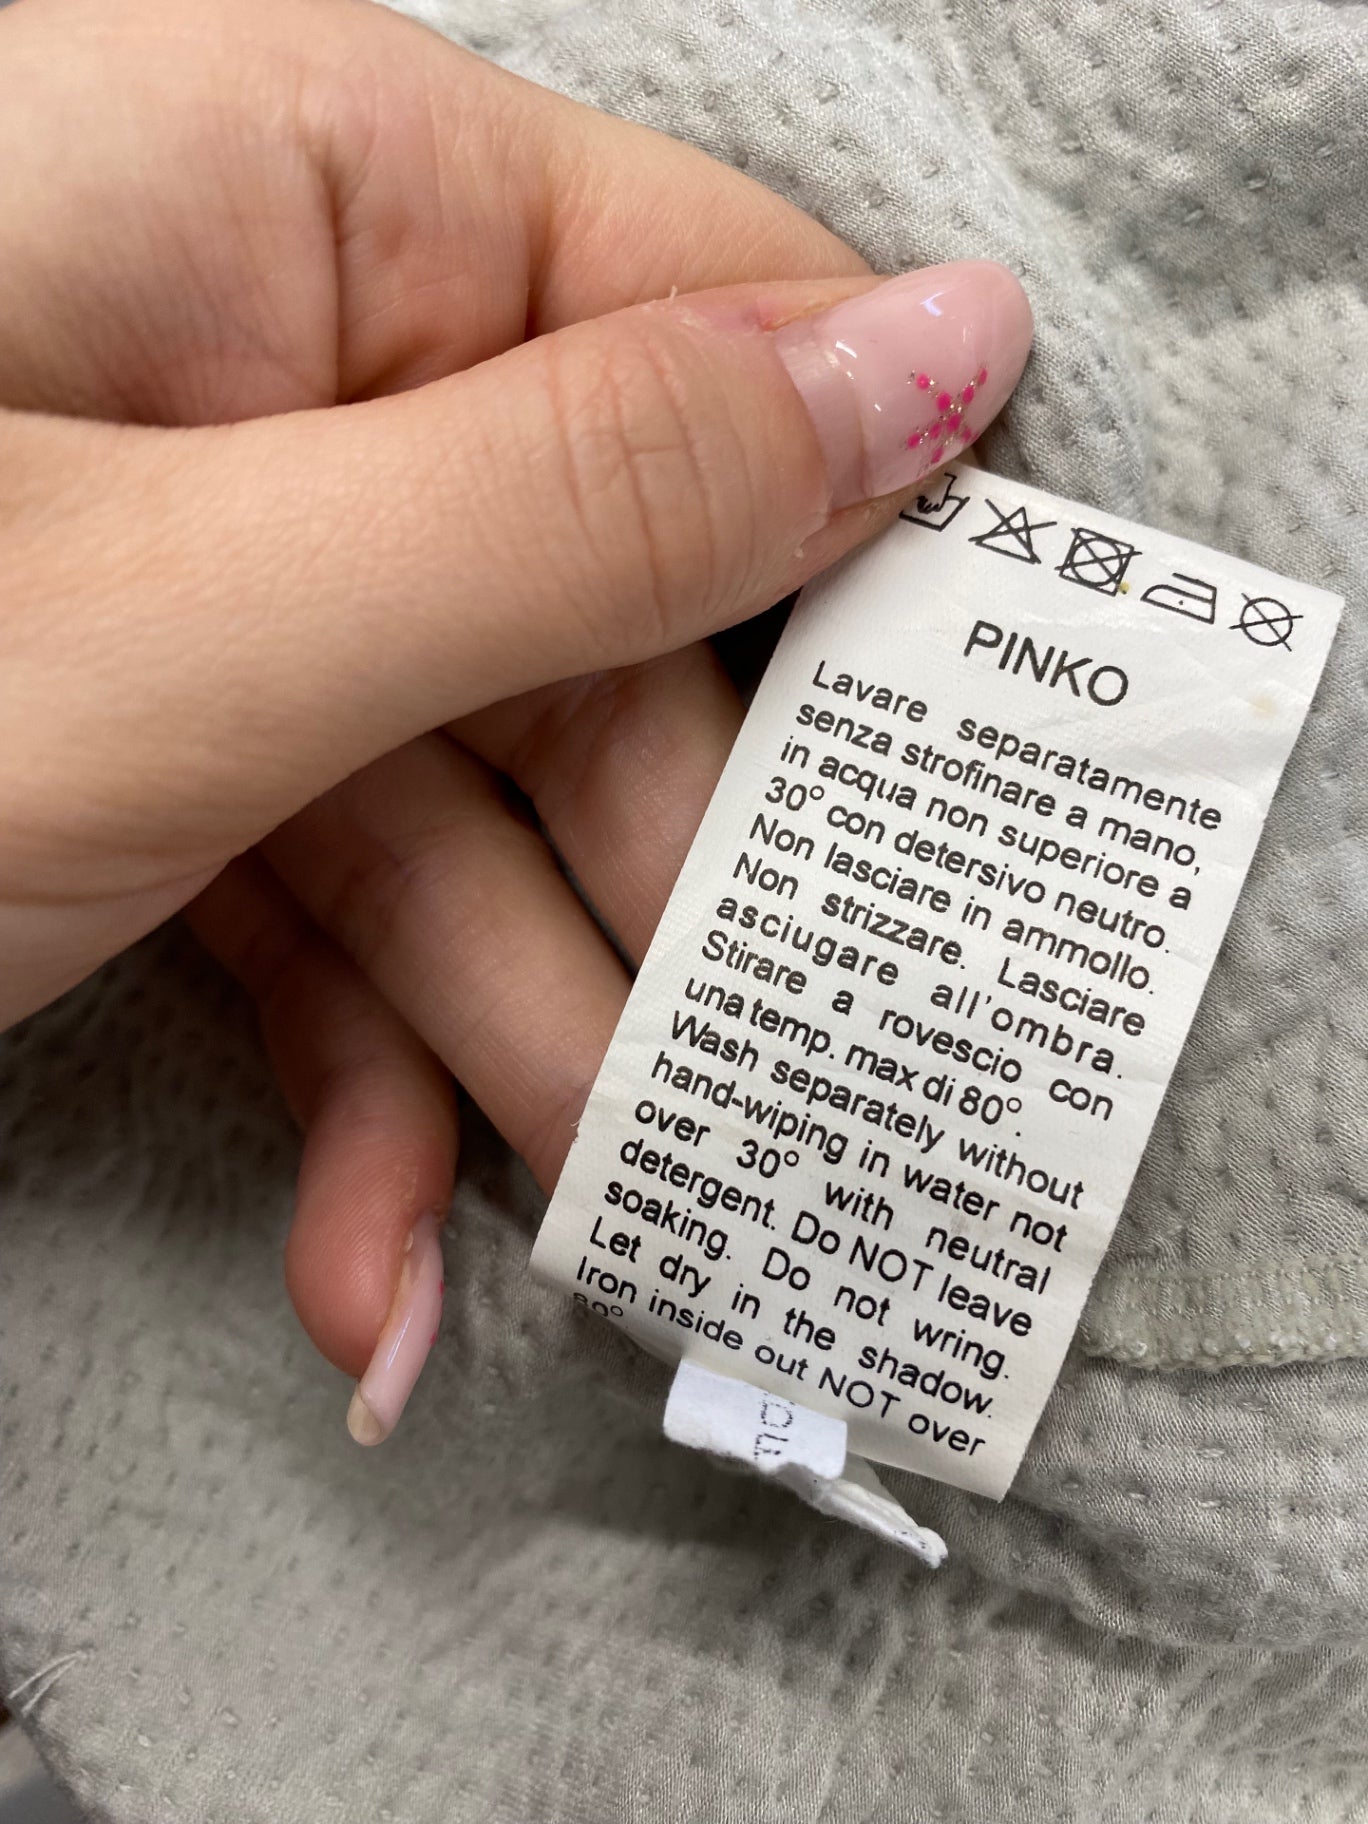 PINKO
Lavare separatamente
senza strofinare a mano,
in acqua non superiore a
30° con detersivo neutro.
Non lasciare in ammollo.
Non strizzare. Lasciare
asciugare all'ombra.
Stirare a rovescio con
una temp. max di 80°.
Wash separately without
hand-wiping in water not
over 30° with neutral
detergent. Do NOT leave
soaking. Do not wring.
Let dry in the shadow.
Iron inside out NOT over
80°